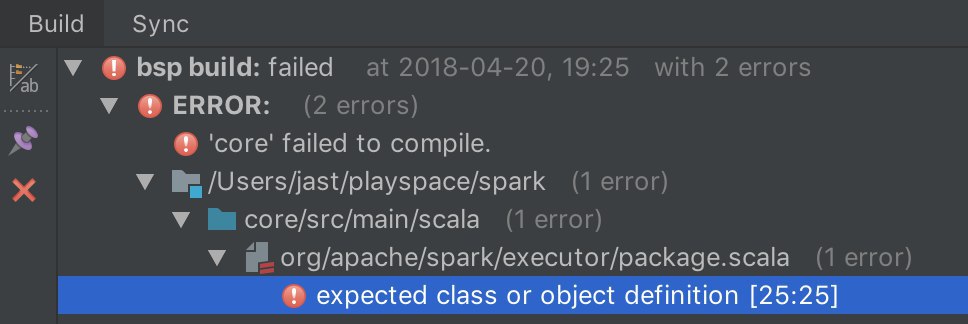 Build Sync
bsp build: failed at 2018-04-20, 19:25 with 2 errors
ab
ERROR: (2 errors)
'core' failed to compile.
/Users/jast/playspace/spark (1 error)
core/src/main/scala (1 error)
org/apache/spark/executor/package.scala (1 error)
expected class or object definition [25:25]